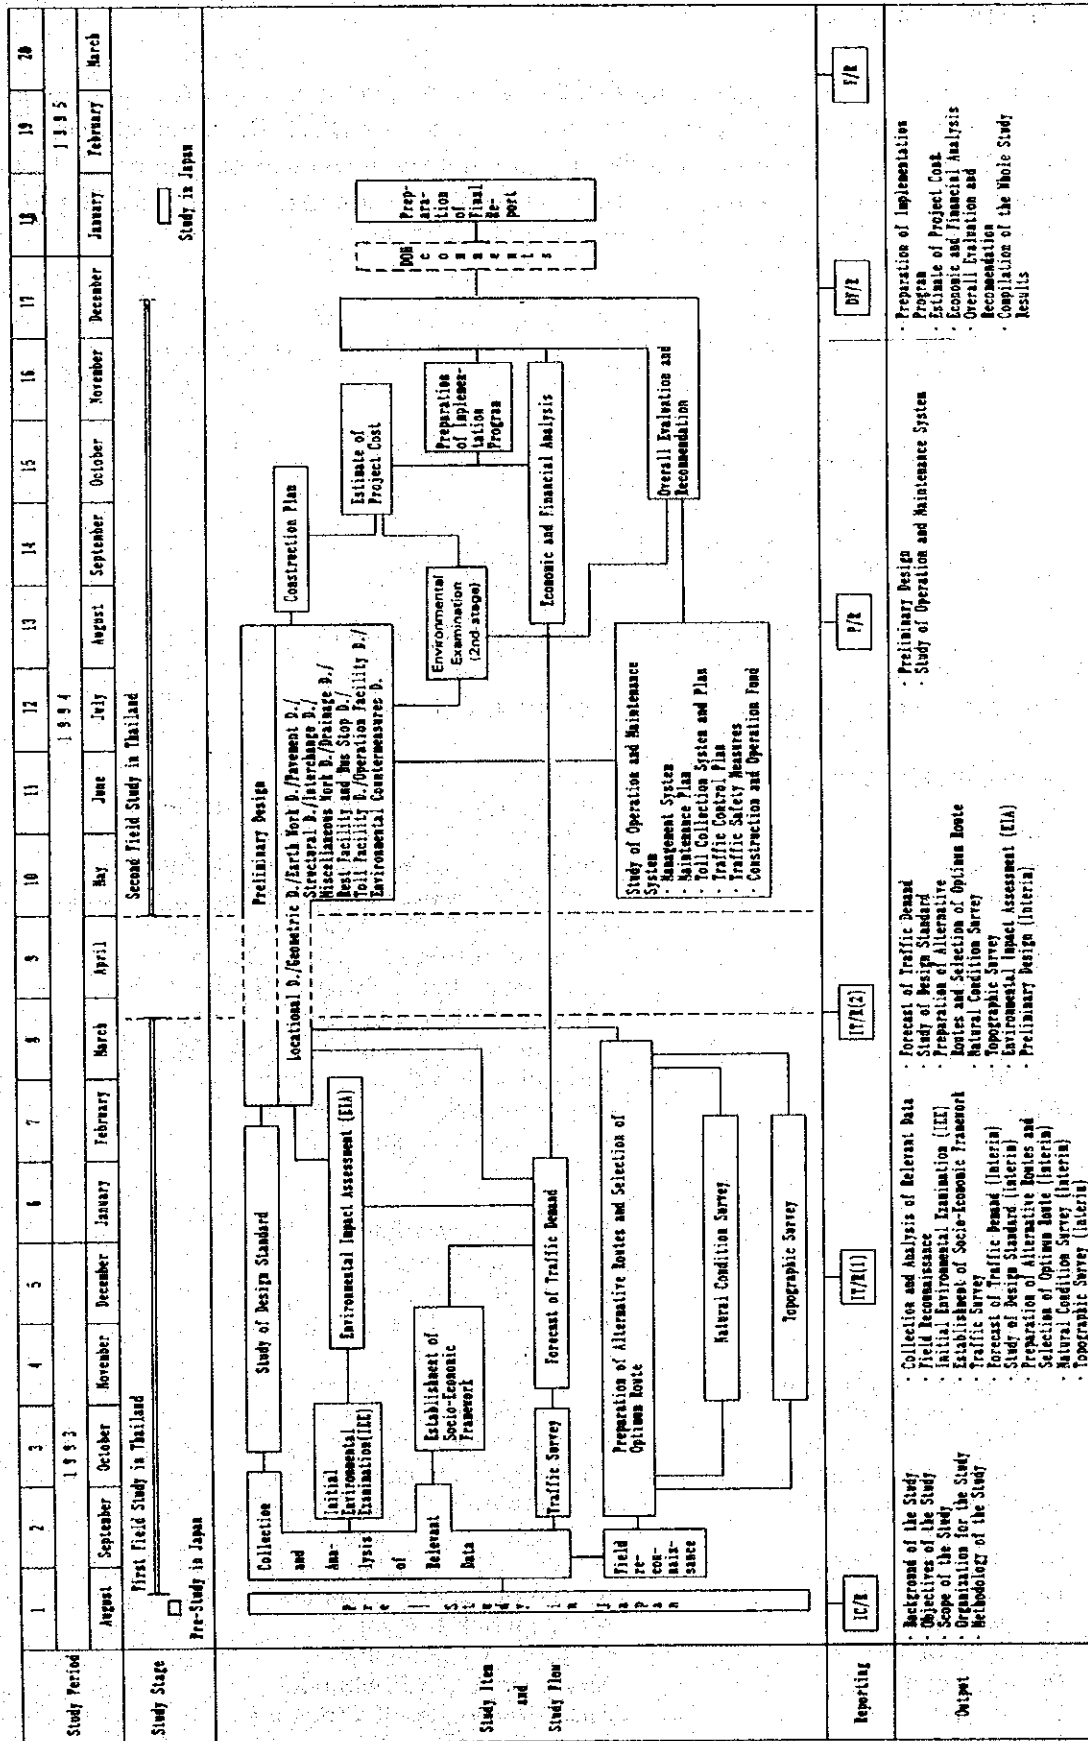 Study Period
1 2 3 4 5 6 7 8 9 10 11 12 13 14 15 16 17 18 19 20
1993 1994 1995
August September October November December January February March April May June July August September October November December January February March
Study Stage
First Field Study in Thailand
Second Field Study in Thailand
Pre-Study in Japan
Study in Japan
Study Item
and
Study Flow
Pre-Study in Japan
Collection
and Ana-
lysis
of
Relevant
Data
Field
re-
con-
nais-
sance
Study of Design Standard
Initial
Environmental
Examination(IEE)
Environmental Impact Assessment (EIA)
Establishment of
Socio-Economic
Framework
Traffic Survey
Forecast of Traffic Demand
Preparation of Alternative Routes and Selection of
Optimum Route
Natural Condition Survey
Topographic Survey
Preliminary Design
Locational D./Geometric D./Earth Work D./Pavement D./
Structural D./Interchange D./
Miscellaneous Work D./Drainage D./
Rest Facility and Bus Stop D./
Toll Facility D./Operation Facility D./
Environmental Countermeasures D.
Construction Plan
Environmental
Examination
(2nd-stage)
Estimate of
Project Cost
Preparation
of Implemen-
tation
Program
Economic and Financial Analysis
Study of Operation and Maintenance
System
· Management System
· Maintenance Plan
· Toll Collection System and Plan
· Traffic Control Plan
· Traffic Safety Measures
· Construction and Operation Fund
Overall Evaluation and
Recommendation
DOH
comments
Prep-
ara-
tion
of
Final
Re-
port
Reporting
IC/R
IT/R(1)
IT/R(2)
P/R
DF/R
F/R
Output
· Background of the Study
· Objectives of the Study
· Scope of the Study
· Organization for the Study
· Methodology of the Study
· Collection and Analysis of Relevant Data
· Field Reconnaissance
· Initial Environmental Examination (IEE)
· Establishment of Socio-Economic Framework
· Traffic Survey
· Forecast of Traffic Demand (Interim)
· Study of Design Standard (Interim)
· Preparation of Alternative Routes and
Selection of Optimum Route (Interim)
· Natural Condition Survey (Interim)
· Topographic Survey (Interim)
· Forecast of Traffic Demand
· Study of Design Standard
· Preparation of Alternative
Routes and Selection of Optimum Route
· Natural Condition Survey
· Topographic Survey
· Environmental Impact Assessment (EIA)
· Preliminary Design (Interim)
· Preliminary Design
· Study of Operation and Maintenance System
· Preparation of Implementation
Program
· Estimate of Project Cost
· Economic and Financial Analysis
· Overall Evaluation and
Recommendation
· Compilation of the Whole Study
Results